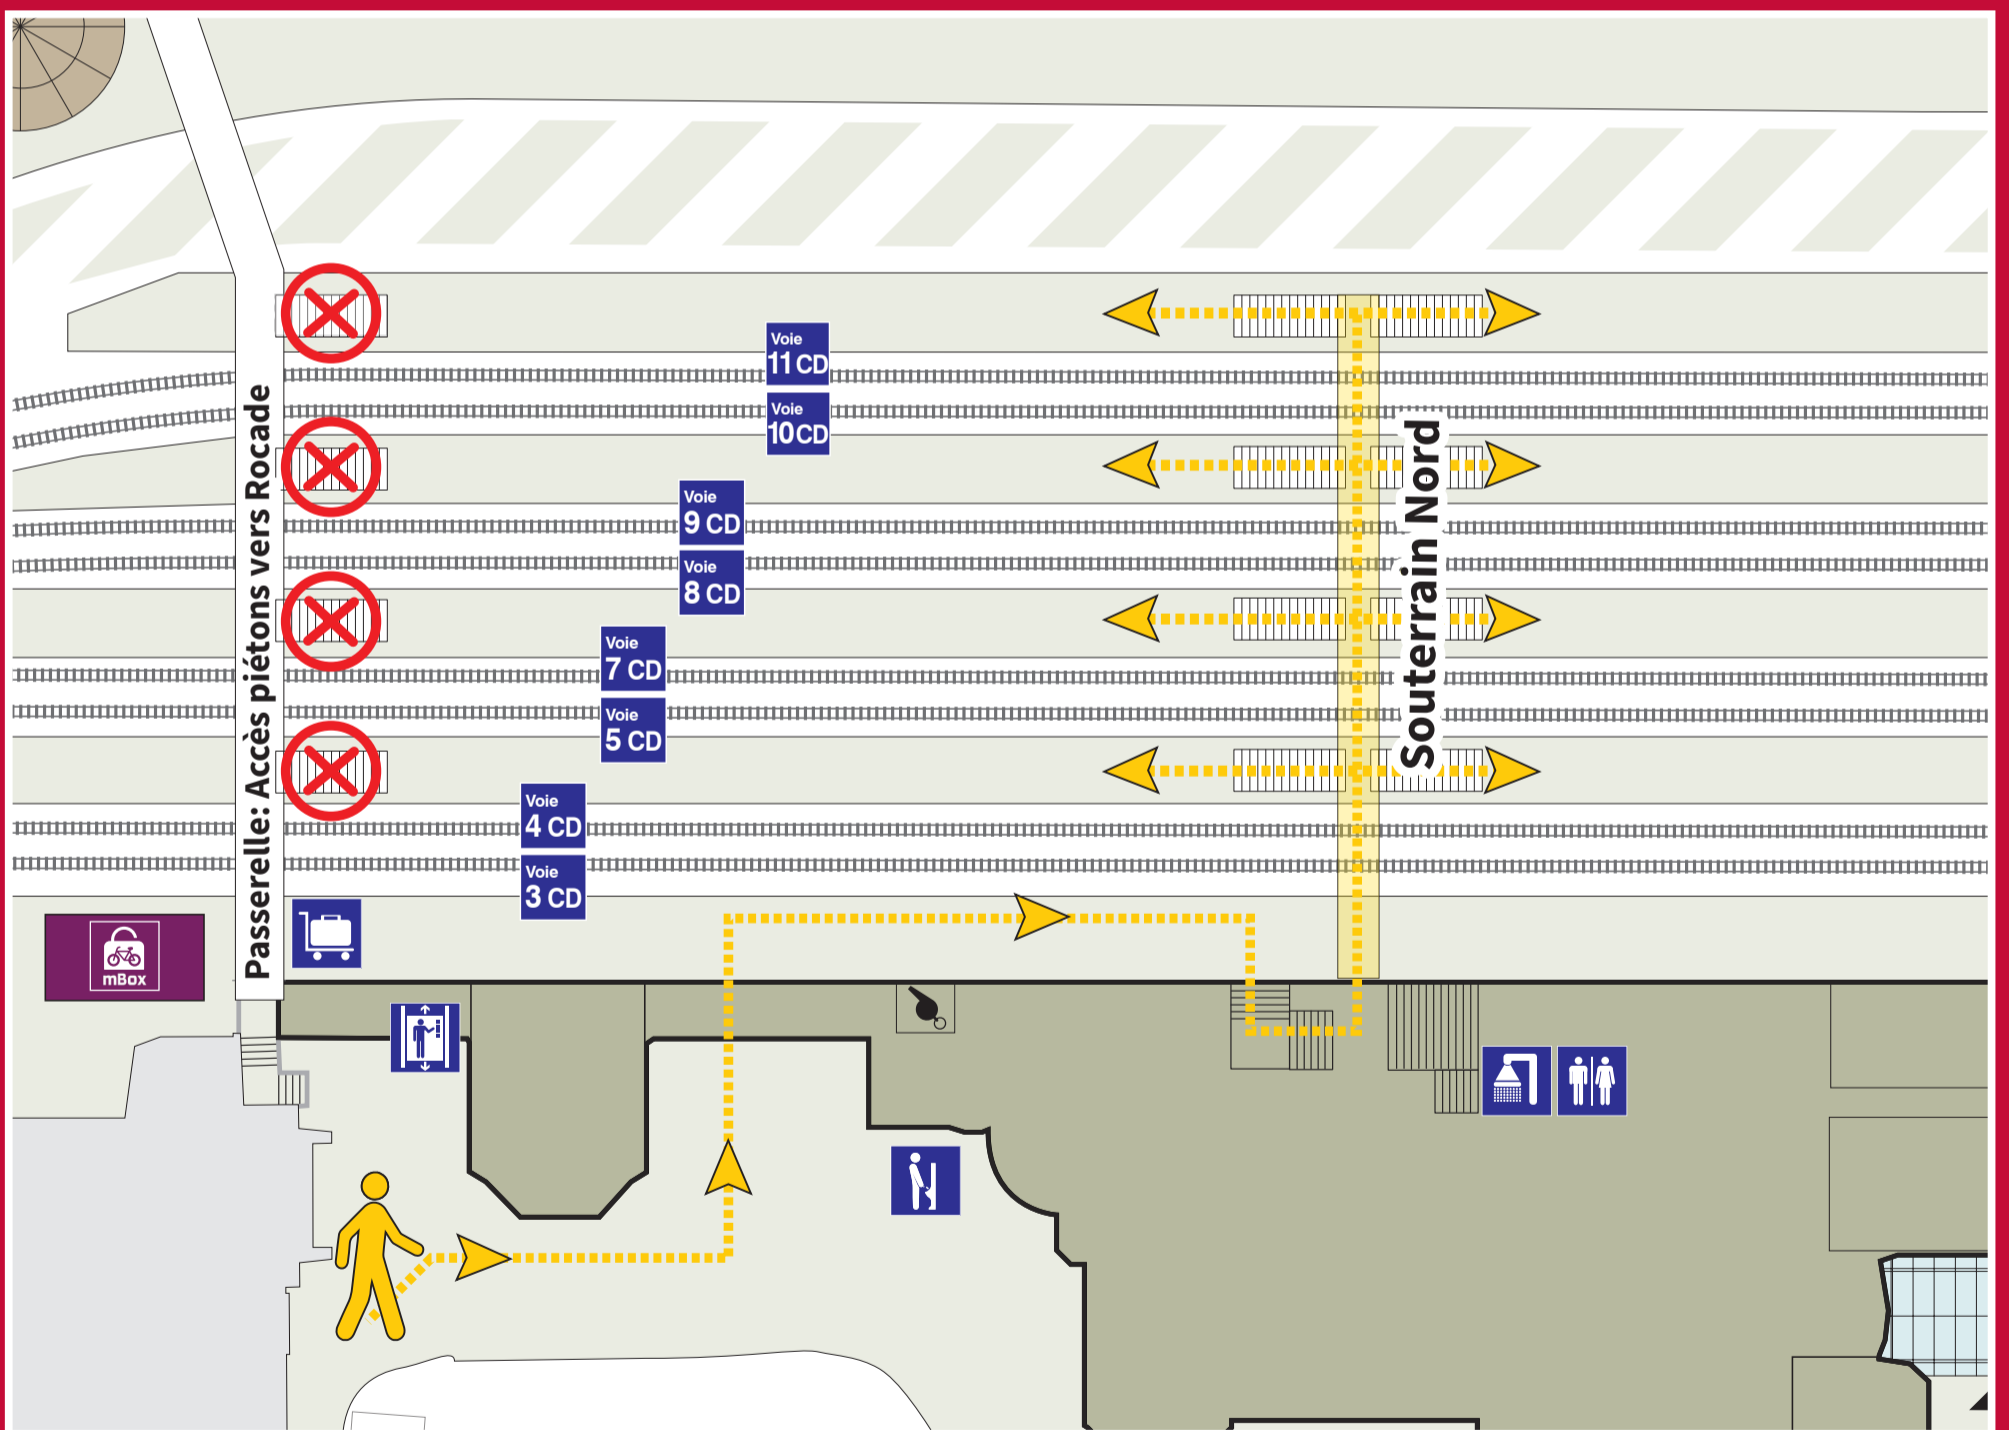 Passerelle: Accès piétons vers Rocade
Voie
11 CD
Voie
10 CD
Voie
9 CD
Voie
8 CD
Voie
7 CD
Voie
5 CD
Voie
4 CD
Voie
3 CD
Souterrain Nord
mBox